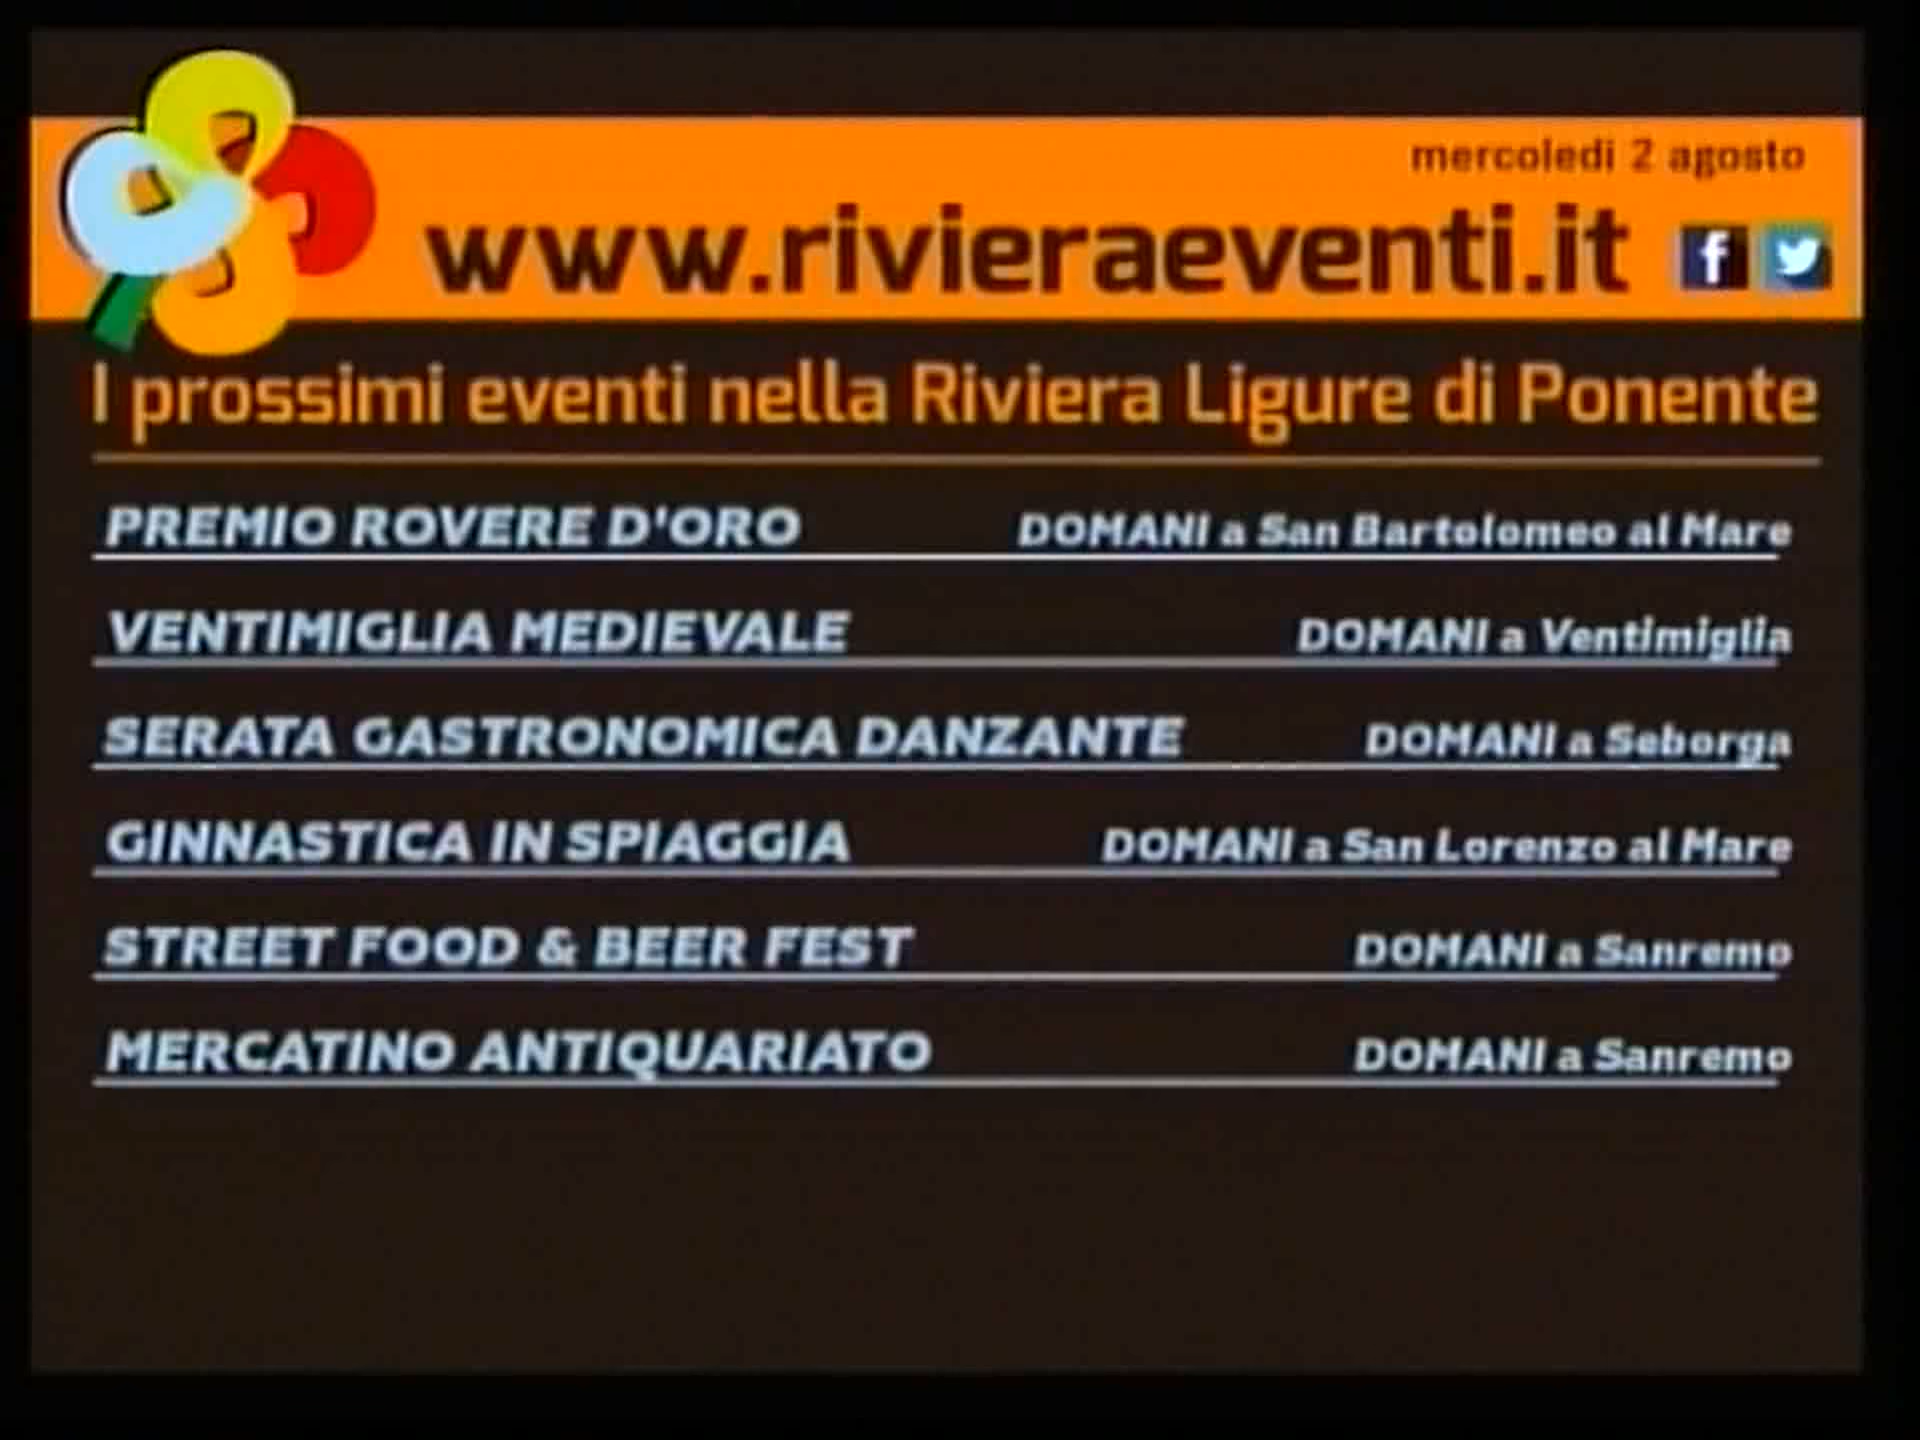 mercoledì 2 agosto
www.rivieraeventi.it
I prossimi eventi nella Riviera Ligure di Ponente
PREMIO ROVERE D'ORO DOMANI a San Bartolomeo al Mare
VENTIMIGLIA MEDIEVALE DOMANI a Ventimiglia
SERATA GASTRONOMICA DANZANTE DOMANI a Seborga
GINNASTICA IN SPIAGGIA DOMANI a San Lorenzo al Mare
STREET FOOD & BEER FEST DOMANI a Sanremo
MERCATINO ANTIQUARIATO DOMANI a Sanremo